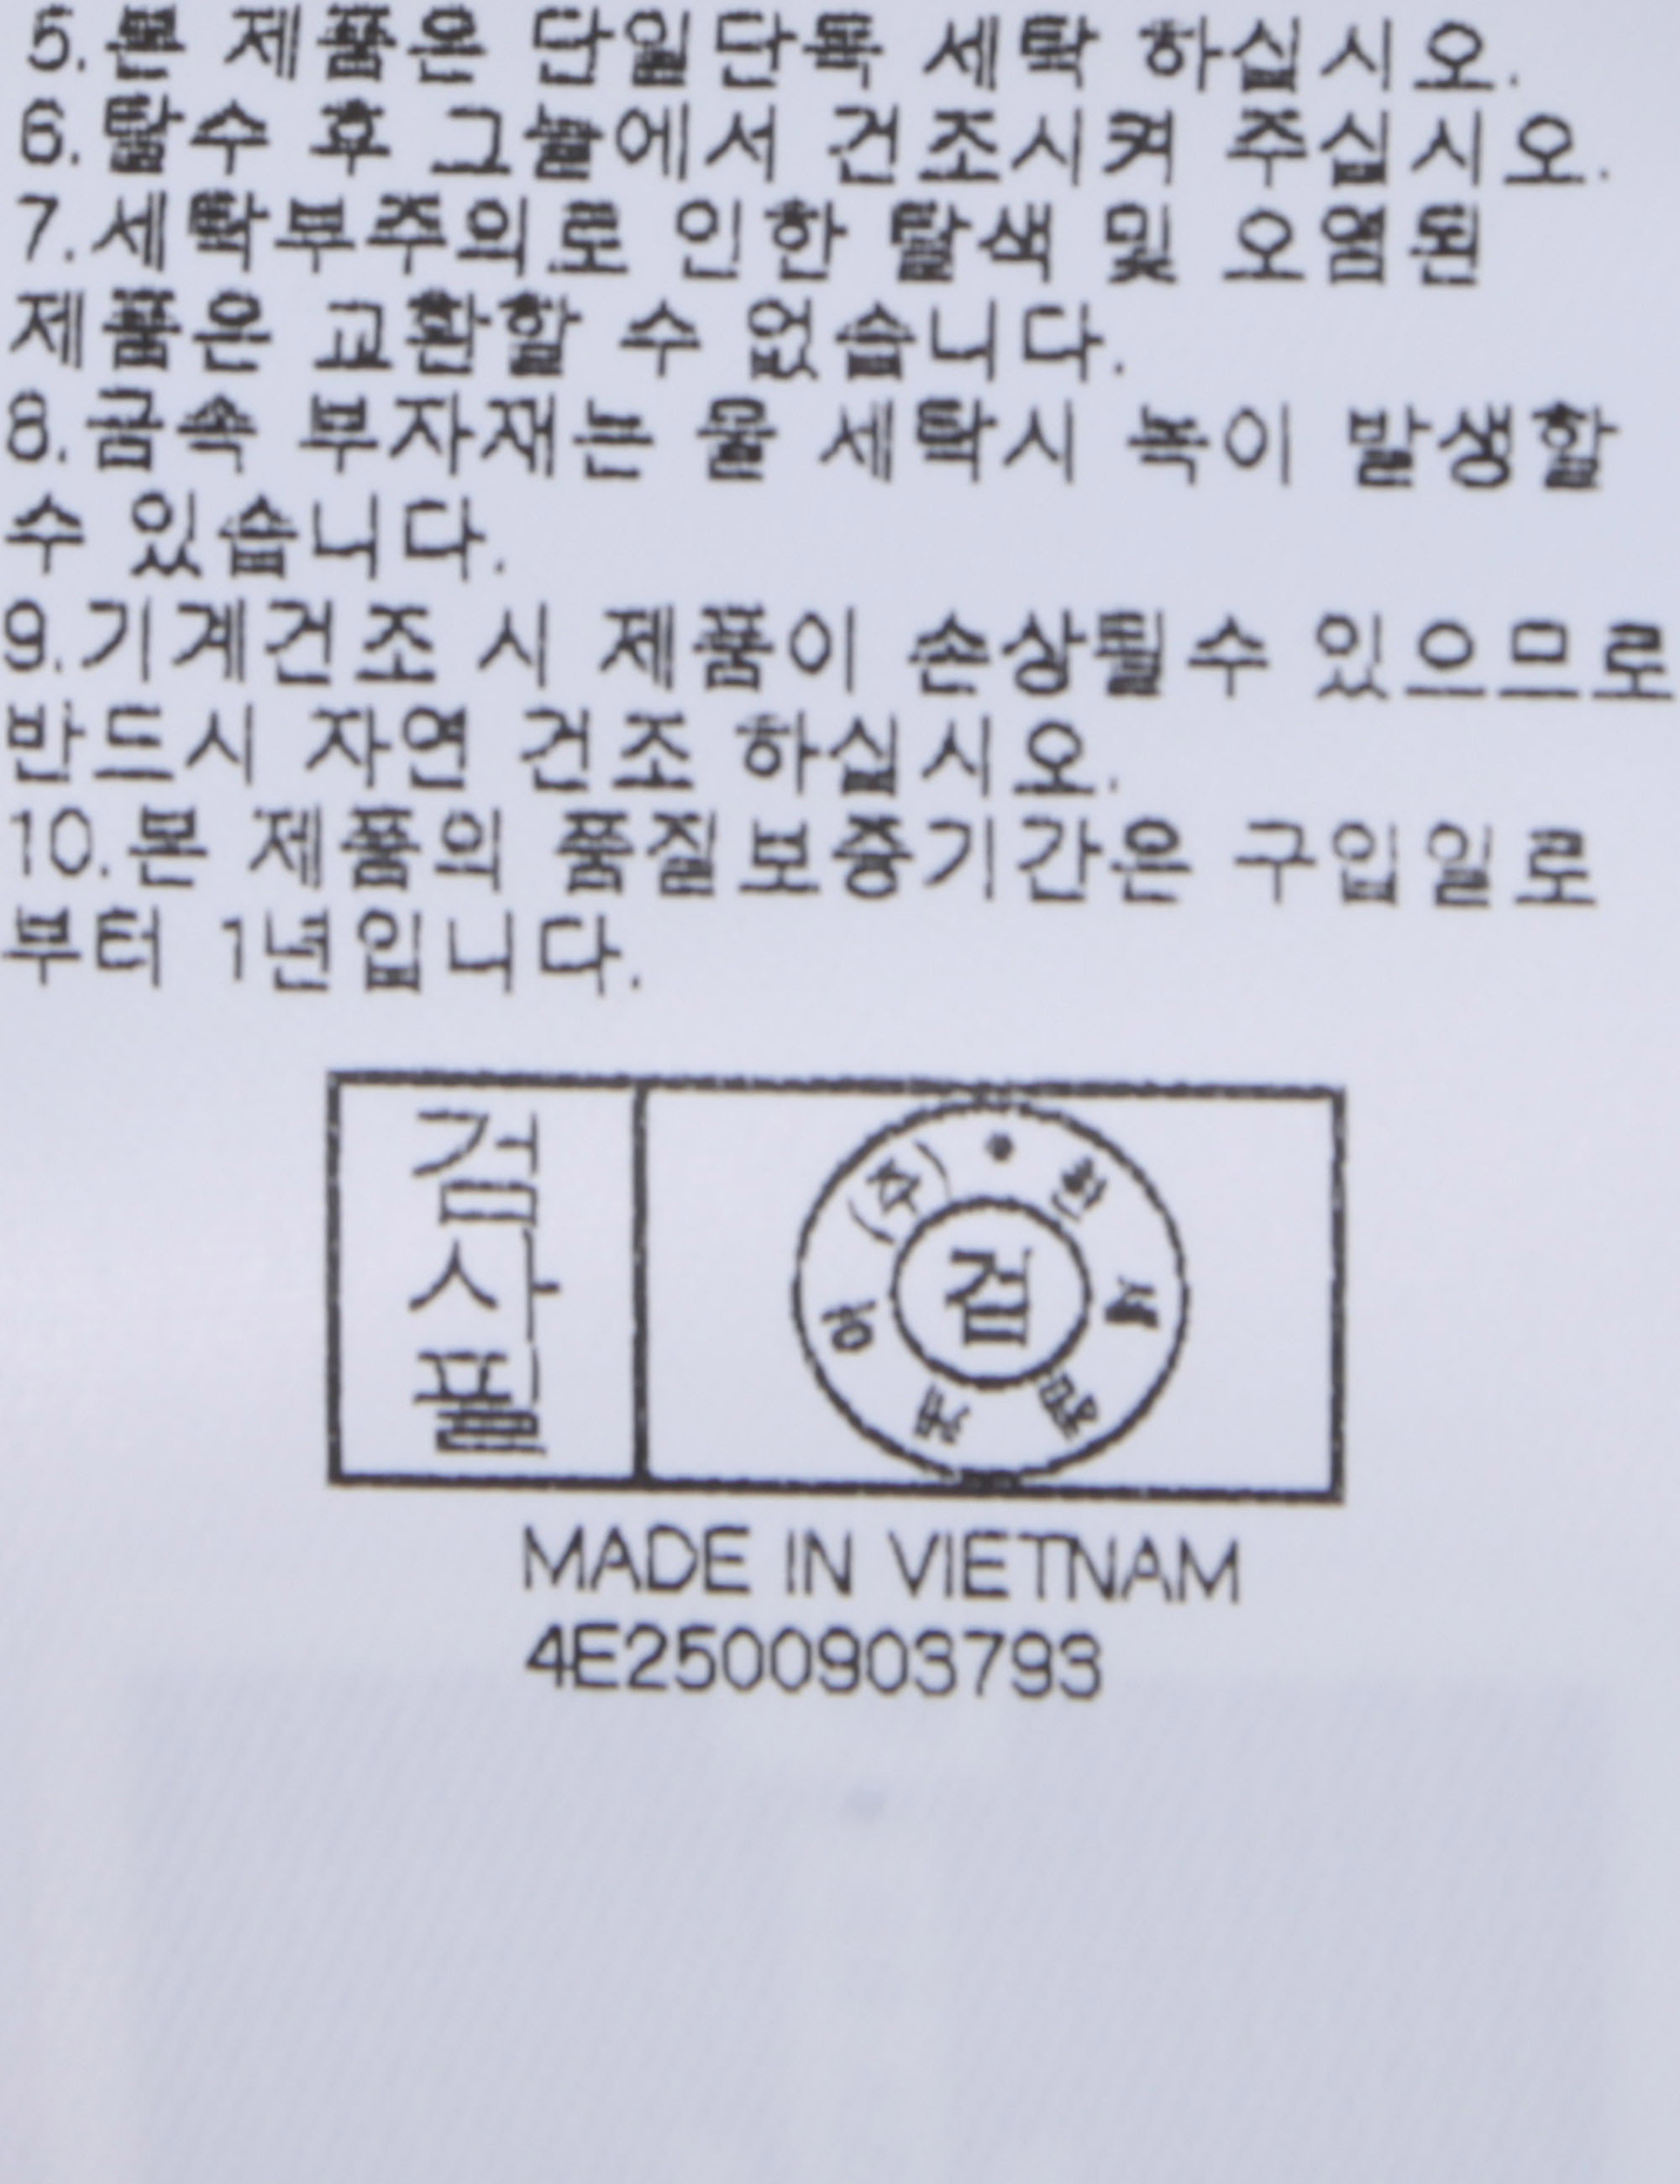 5.본 제품은 단일단독 세탁 하십시오.
6.탈수 후 그늘에서 건조시켜 주십시오.
7.세탁부주의로 인한 탈색 및 오염된
제품은 교환할 수 없습니다.
8.금속 부자재는 물 세탁시 녹이 발생할
수 있습니다.
9.기계건조 시 제품이 손상될수 있으므로
반드시 자연 건조 하십시오.
10.본 제품의 품질보증기간은 구입일로
부터 1년입니다.
검사필
(주)
검
MADE IN VIETNAM
4E2500903793